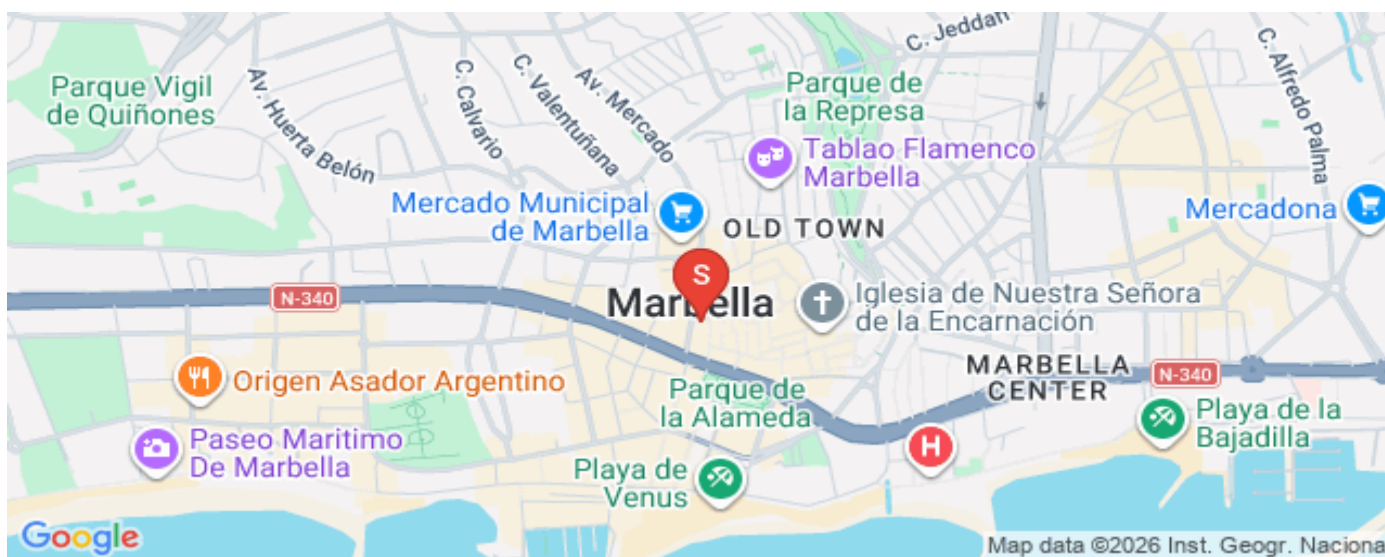 C. Jeddah
C. Alfredo Palma
Parque Vigil
de Quiñones
Av. Huerta Belón
C. Calvario
C. Valentuñana
Av. Mercado
Parque de
la Represa
Tablao Flamenco
Marbella
Mercado Municipal
de Marbella
OLD TOWN
Mercadona
S
N-340
Marbella
Iglesia de Nuestra Señora
de la Encarnación
MARBELLA
CENTER
N-340
Origen Asador Argentino
Parque de
la Alameda
Playa de la
Bajadilla
Paseo Maritimo
De Marbella
H
Playa de
Venus
Google
Map data ©2026 Inst. Geogr. Naciona